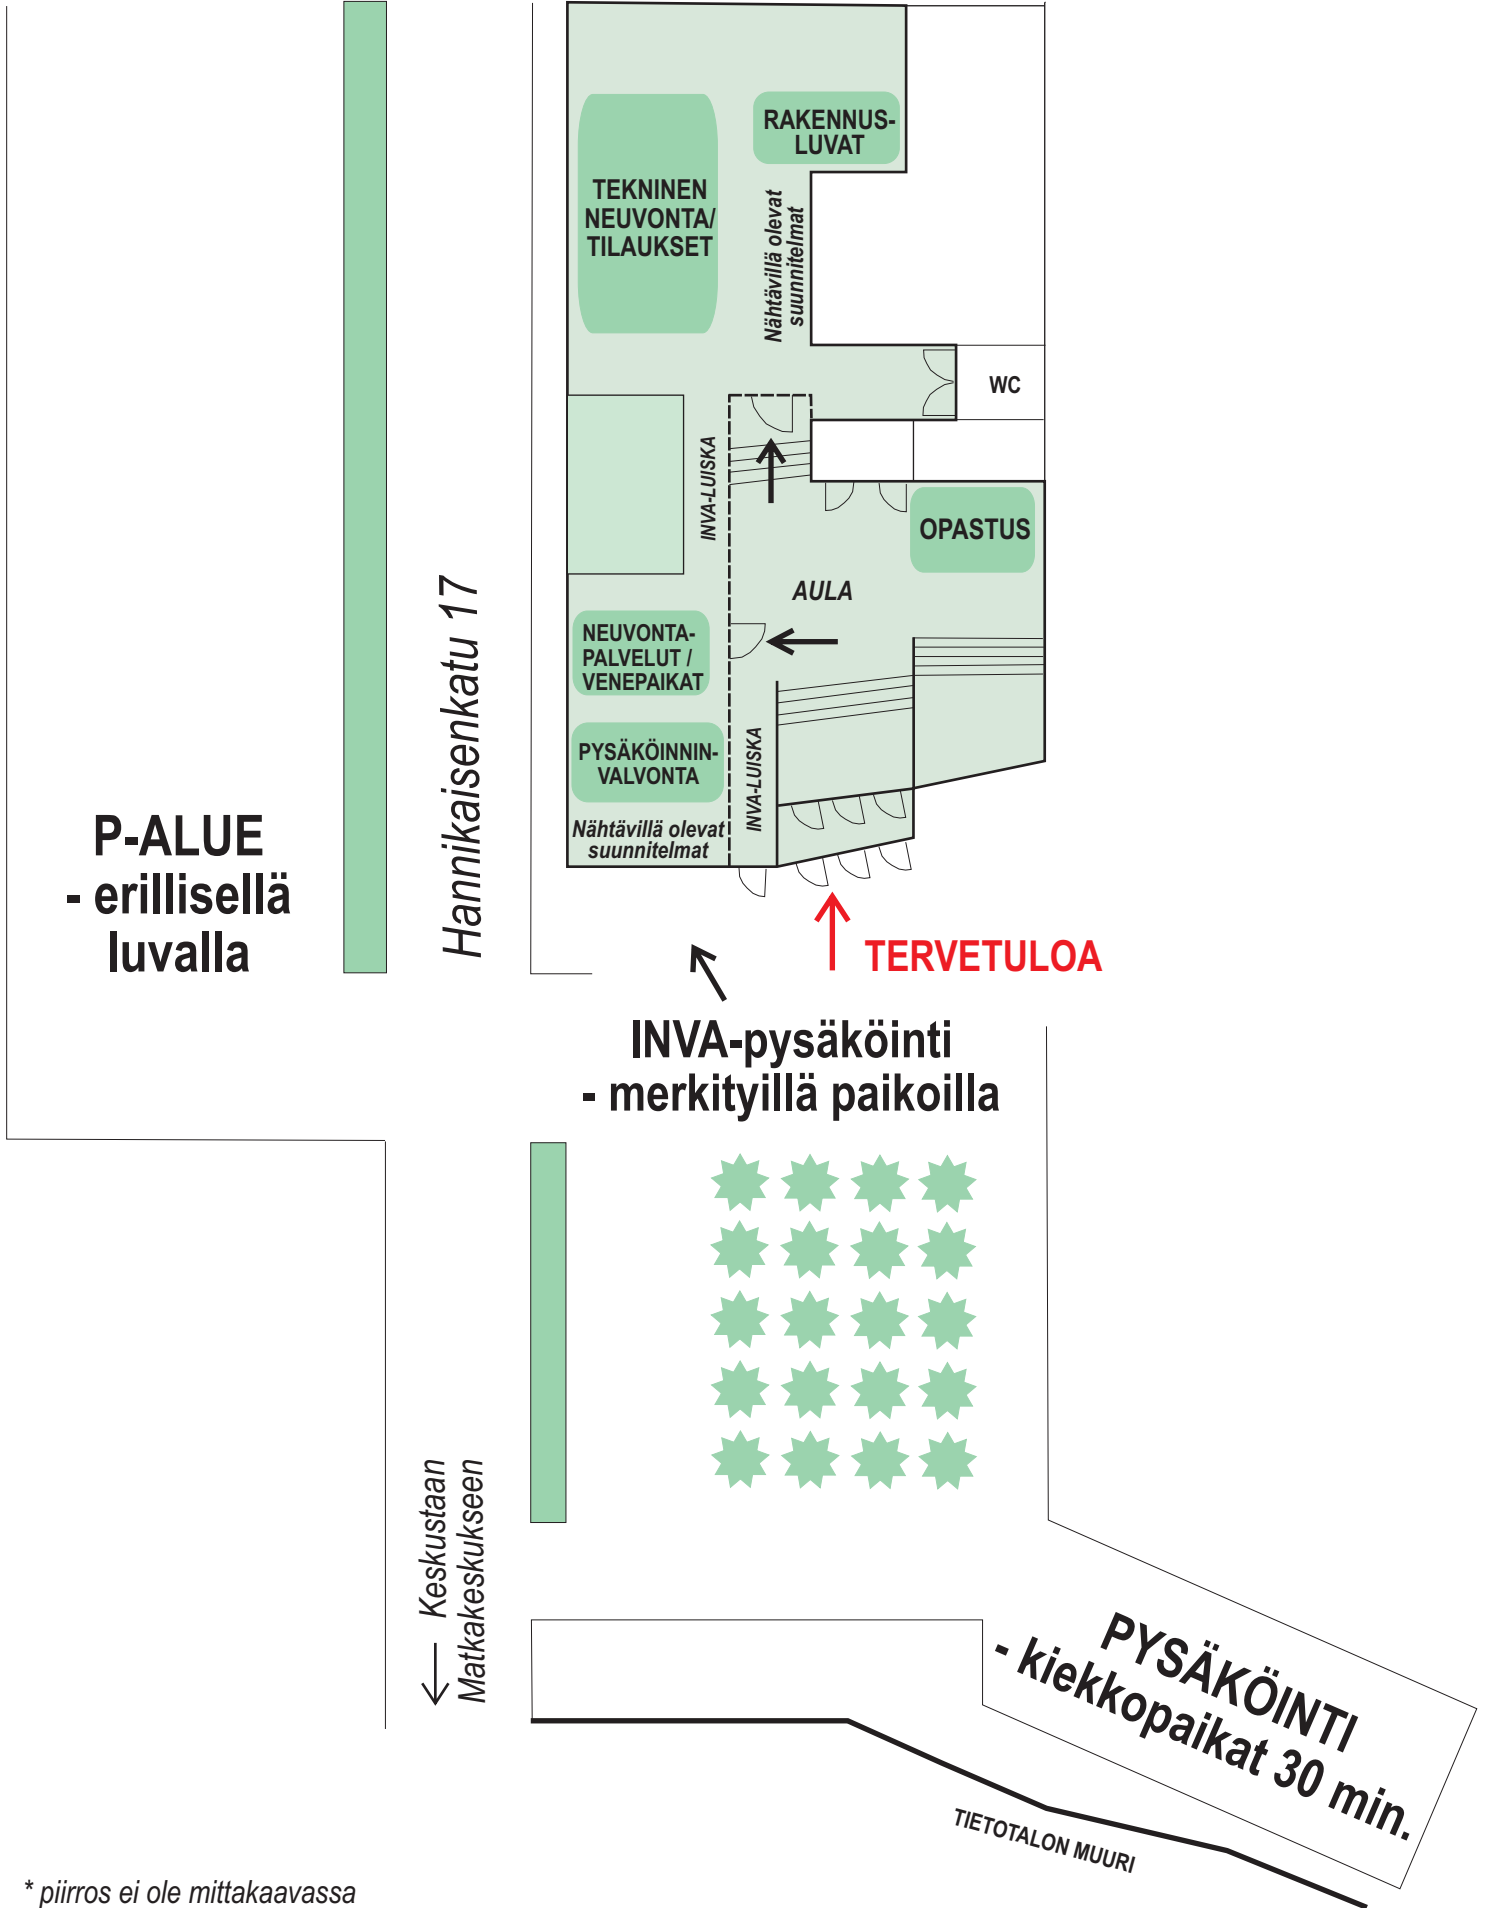 RAKENNUS-
LUVAT
TEKNINEN
NEUVONTA/
TILAUKSET
Nähtävillä olevat
suunnitelmat
WC
INVA-LUISKA
OPASTUS
AULA
NEUVONTA-
PALVELUT /
VENEPAIKAT
PYSÄKÖINNIN-
VALVONTA
INVA-LUISKA
Nähtävillä olevat
suunnitelmat
Hannikaisenkatu 17
P-ALUE
- erillisellä
luvalla
TERVETULOA
INVA-pysäköinti
- merkityillä paikoilla
Keskustaan
Matkakeskukseen
PYSÄKÖINTI
- kiekkopaikat 30 min.
TIETOTALON MUURI
* piirros ei ole mittakaavassa